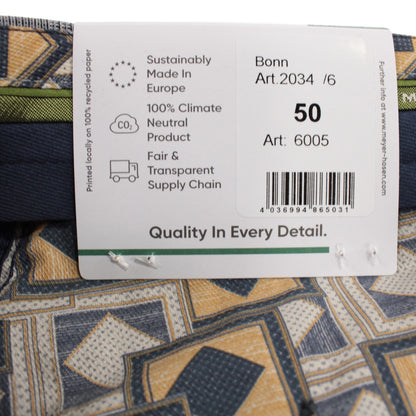 Printed locally on 100% recycled paper
Sustainably
Made In
Europe
CO₂
100% Climate
Neutral
Product
Fair &
Transparent
Supply Chain
Bonn
Art.2034 /6
50
Art: 6005
4 036994 865031
Further info at www.meyer-hosen.com
Quality In Every Detail.